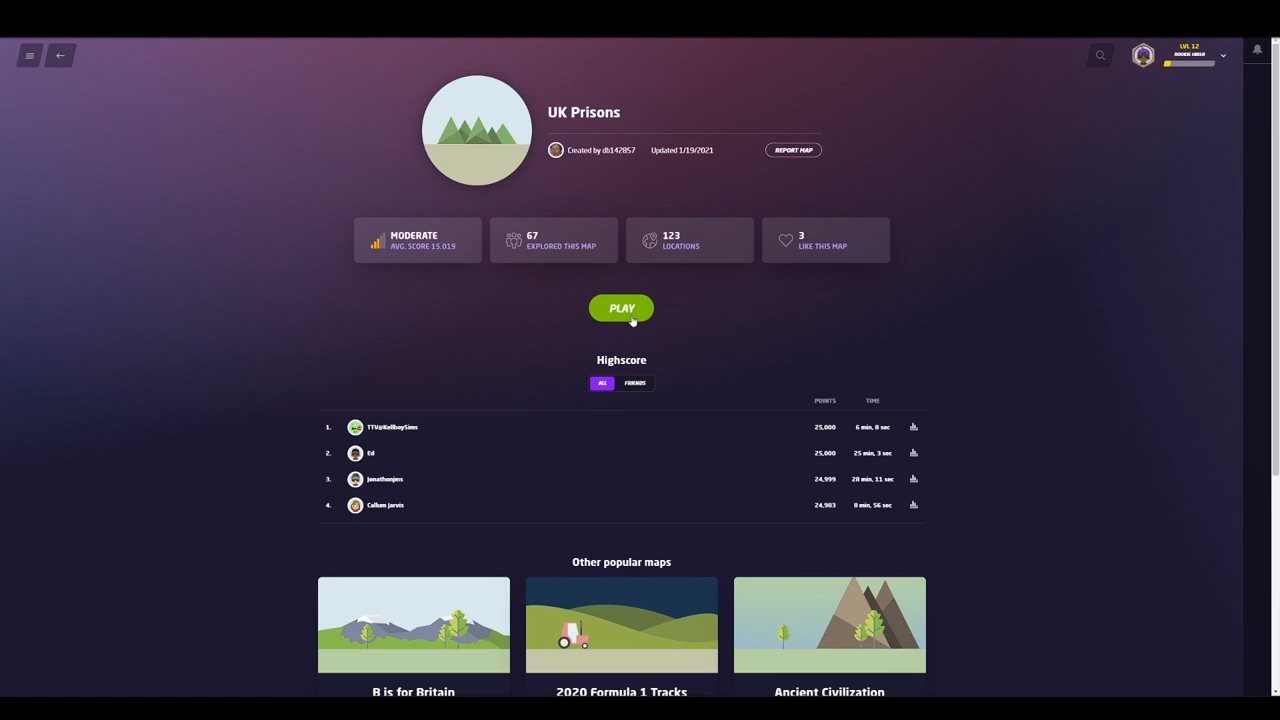 LVL 12
ROOKIE HIKER
UK Prisons
Created by db142857
Updated 1/19/2021
REPORT MAP
MODERATE
AVG. SCORE 15,019
67
EXPLORED THIS MAP
123
LOCATIONS
3
LIKE THIS MAP
PLAY
Highscore
ALL
FRIENDS
POINTS
TIME
1. TTV@KellboySims 25,000 6 min, 8 sec
2. Ed 25,000 25 min, 3 sec
3. Jonathonjms 24,999 28 min, 11 sec
4. Callum Jarvis 24,983 8 min, 56 sec
Other popular maps
B is for Britain
2020 Formula 1 Tracks
Ancient Civilization